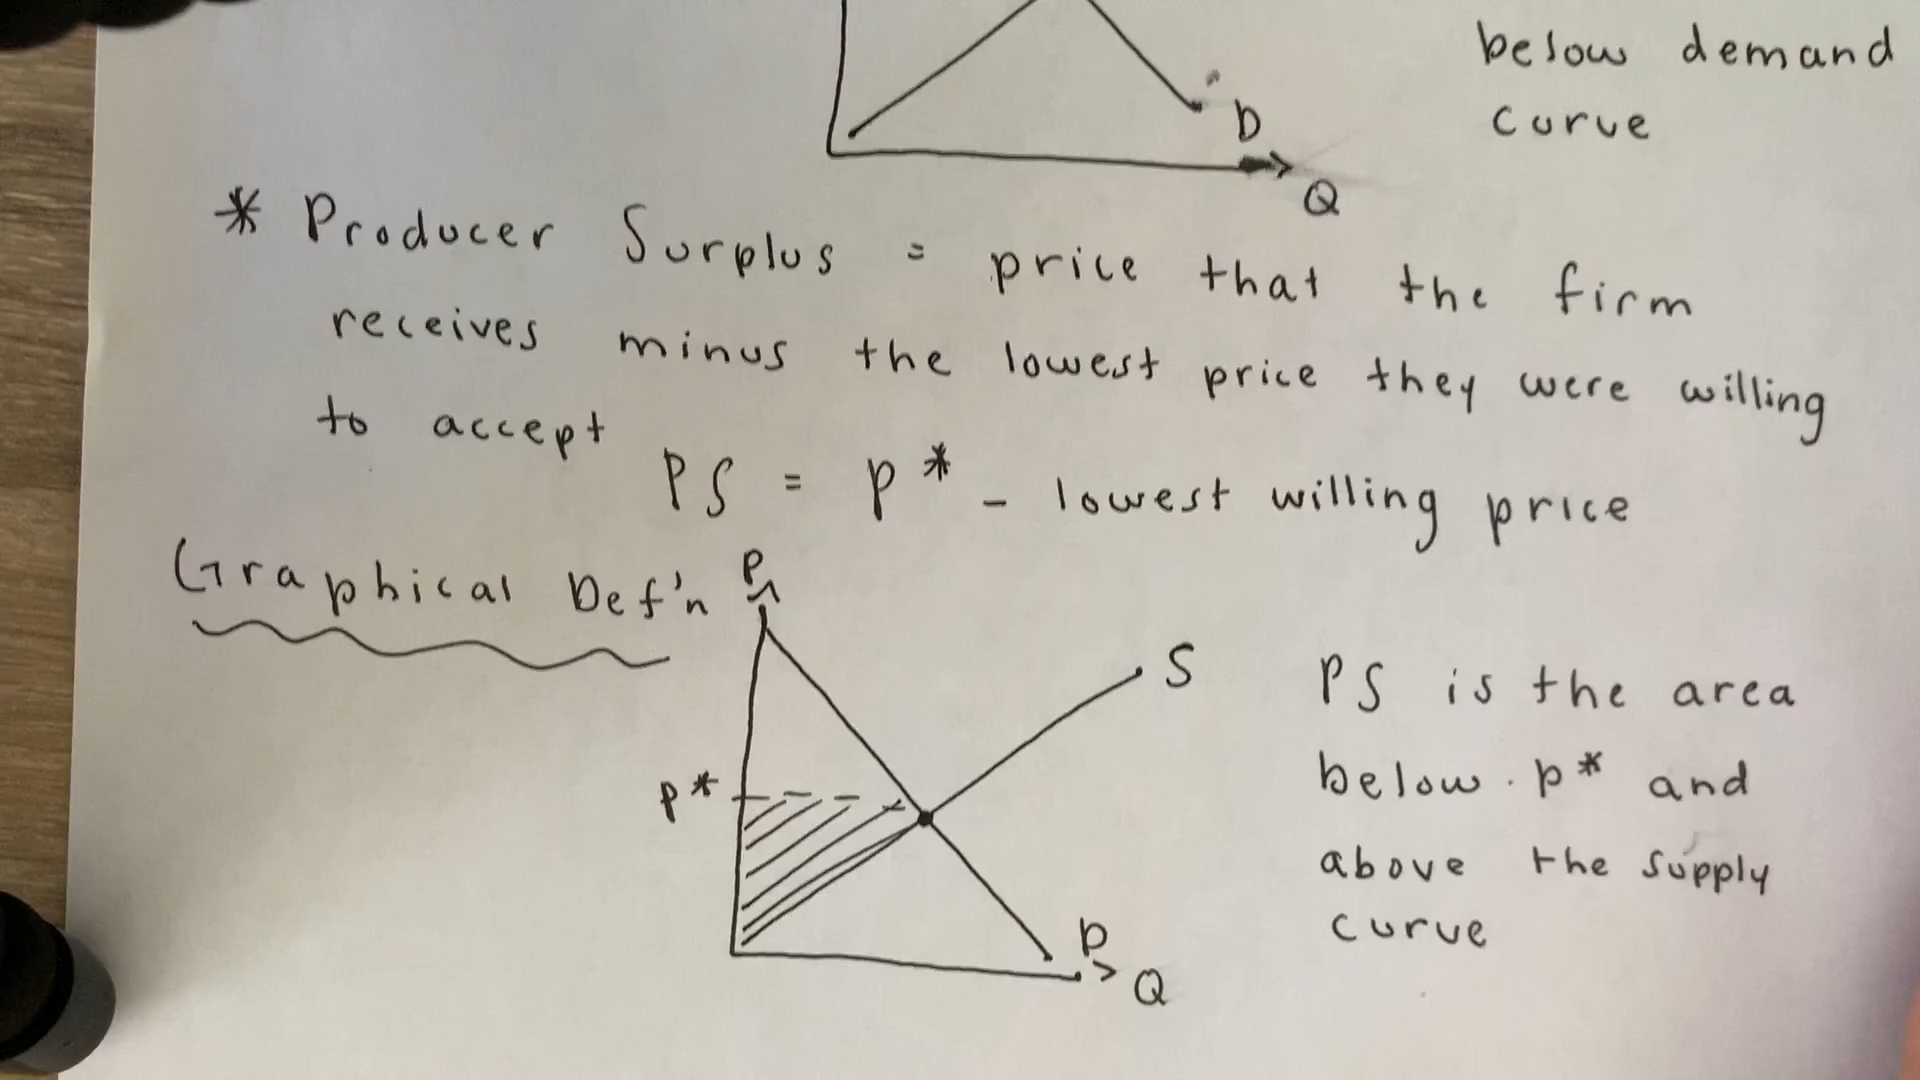 below demand
curve
D
Q
* Producer Surplus = price that the firm
receives minus the lowest price they were willing
to accept
PS = P* - lowest willing price
Graphical Def'n
P
S
P*
D
Q
PS is the area
below P* and
above the supply
curve